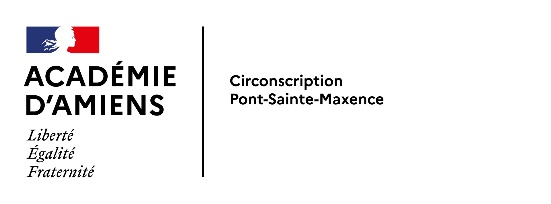 ACADÉMIE
D'AMIENS
Liberté
Égalité
Fraternité
Circonscription
Pont-Sainte-Maxence